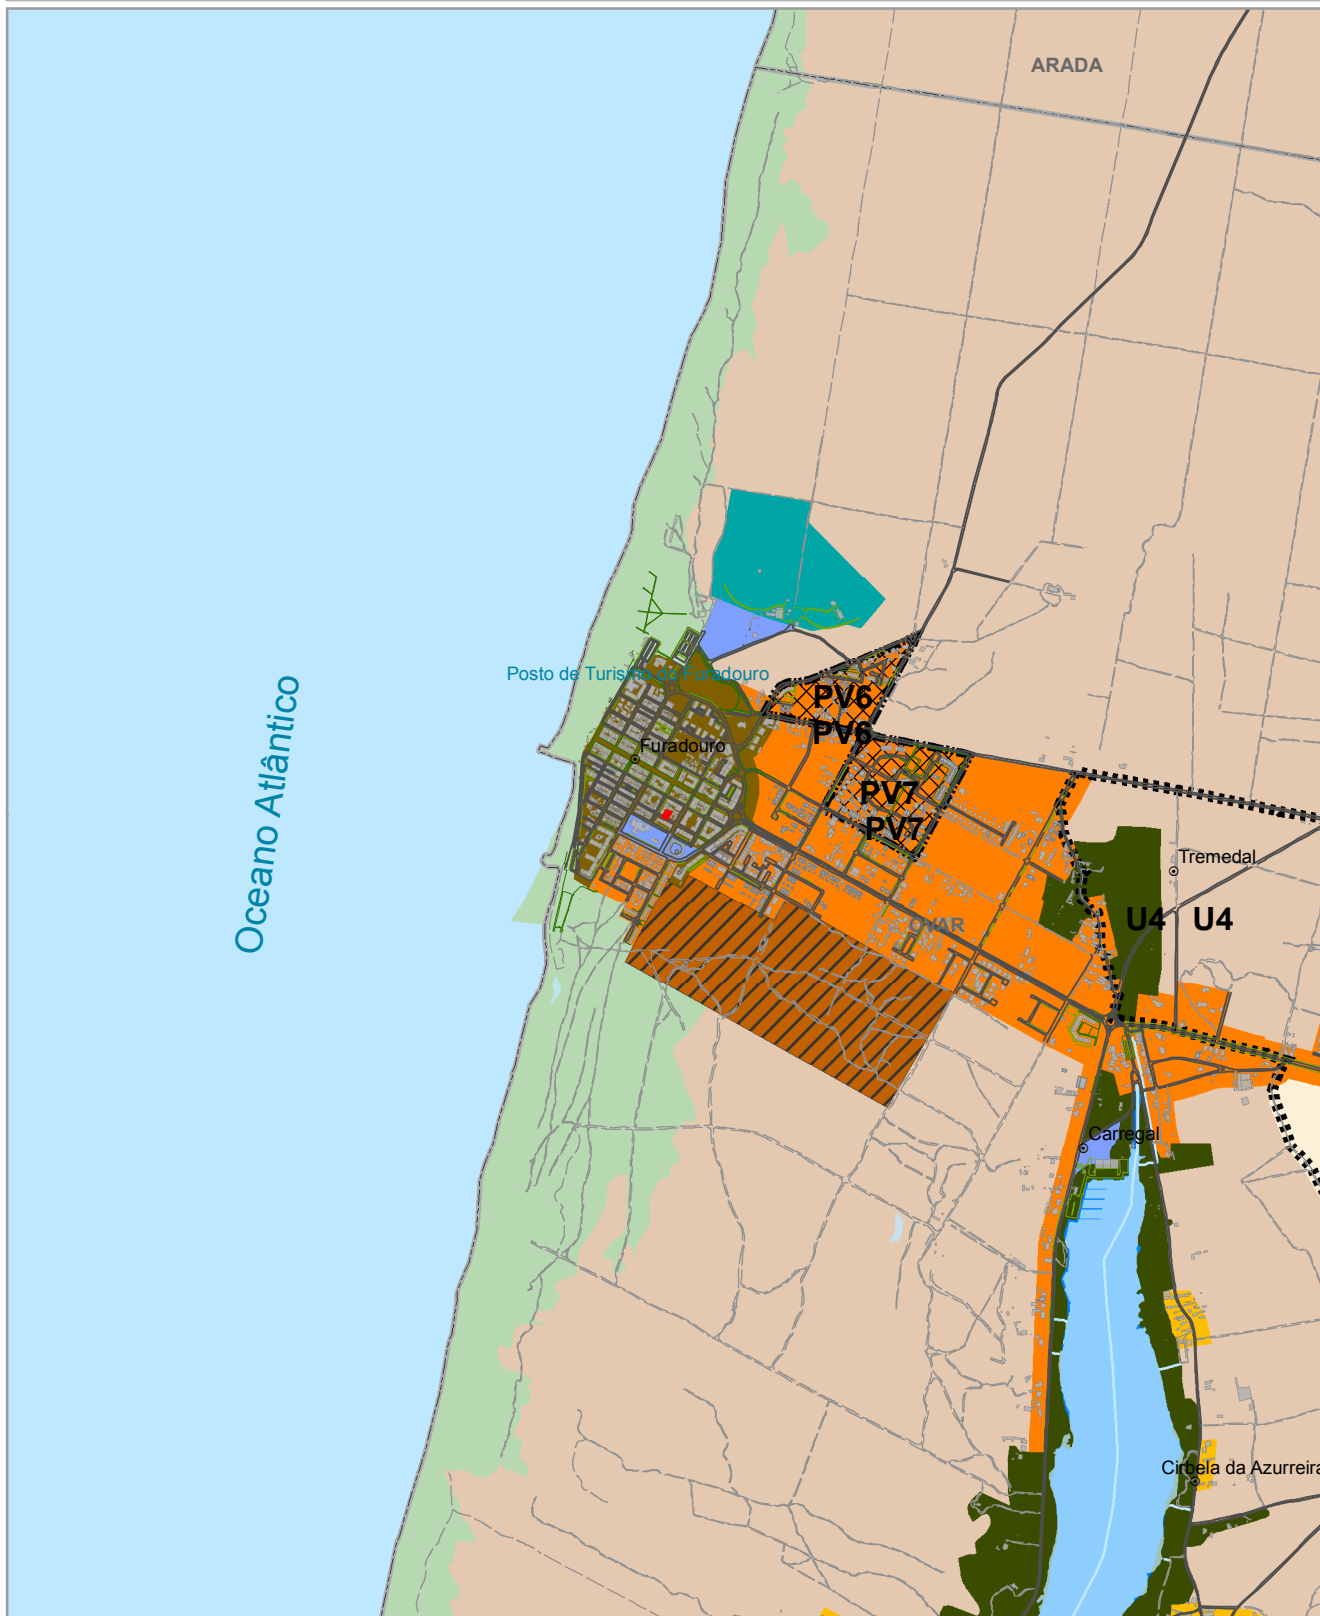 ARADA
Posto de Turismo do Furadouro
PV6
PV6
Furadouro
PV7
PV7
Oceano Atlântico
Tremedal
U4 U4
OVAR
Carregal
Cirbela da Azurreira